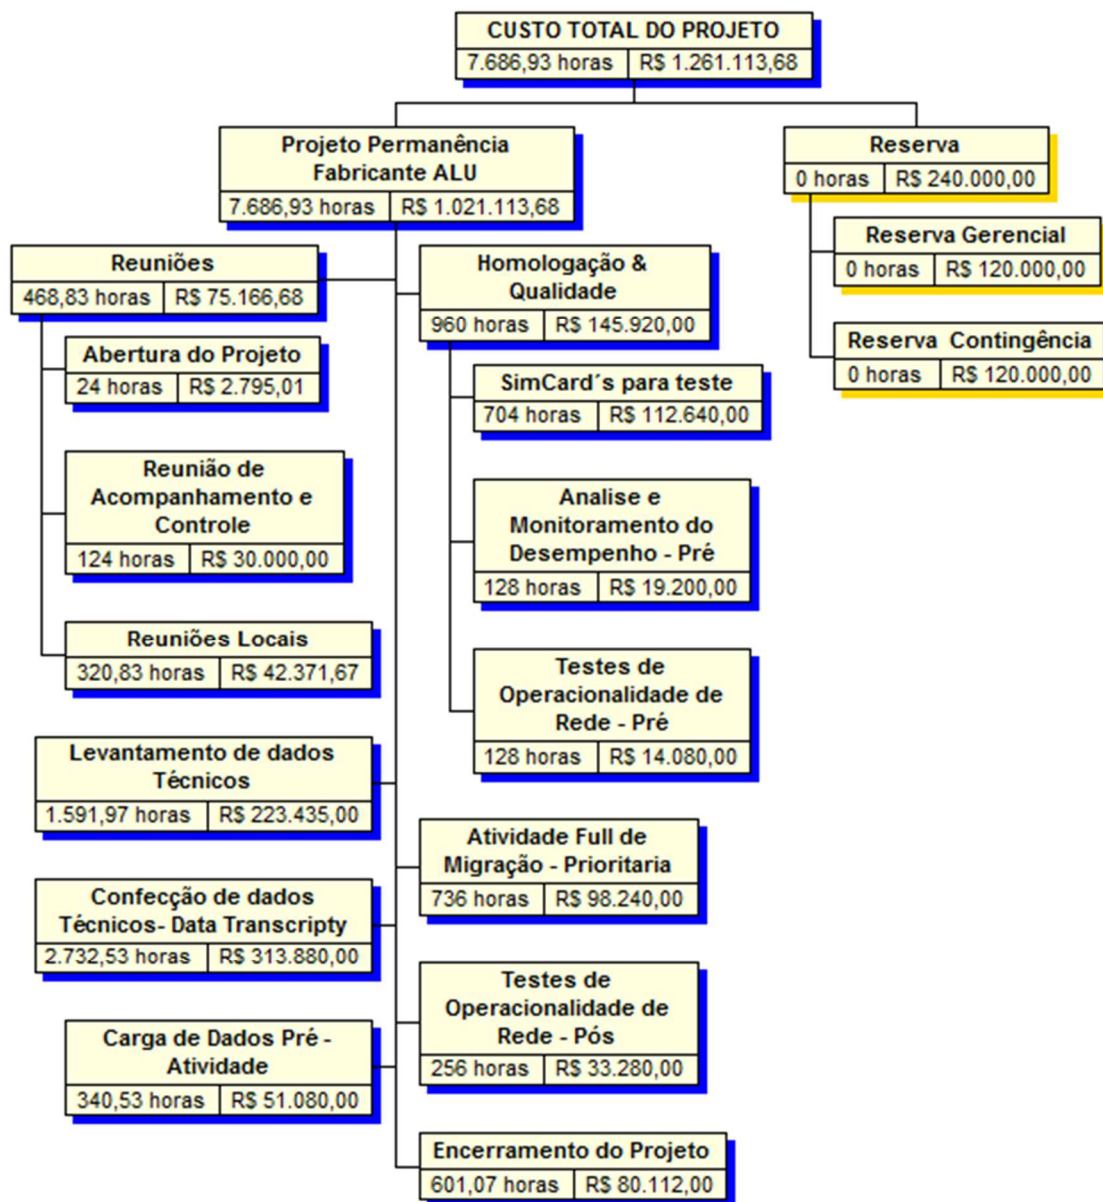 CUSTO TOTAL DO PROJETO
7.686,93 horas R$ 1.261.113,68
Projeto Permanência
Fabricante ALU
7.686,93 horas R$ 1.021.113,68
Reserva
0 horas R$ 240.000,00
Reserva Gerencial
0 horas R$ 120.000,00
Reserva Contingência
0 horas R$ 120.000,00
Reuniões
468,83 horas R$ 75.166,68
Abertura do Projeto
24 horas R$ 2.795,01
Reunião de
Acompanhamento e
Controle
124 horas R$ 30.000,00
Reuniões Locais
320,83 horas R$ 42.371,67
Levantamento de dados
Técnicos
1.591,97 horas R$ 223.435,00
Confecção de dados
Técnicos- Data Transcripty
2.732,53 horas R$ 313.880,00
Carga de Dados Pré -
Atividade
340,53 horas R$ 51.080,00
Homologação &
Qualidade
960 horas R$ 145.920,00
SimCard´s para teste
704 horas R$ 112.640,00
Analise e
Monitoramento do
Desempenho - Pré
128 horas R$ 19.200,00
Testes de
Operacionalidade de
Rede - Pré
128 horas R$ 14.080,00
Atividade Full de
Migração - Prioritaria
736 horas R$ 98.240,00
Testes de
Operacionalidade de
Rede - Pós
256 horas R$ 33.280,00
Encerramento do Projeto
601,07 horas R$ 80.112,00